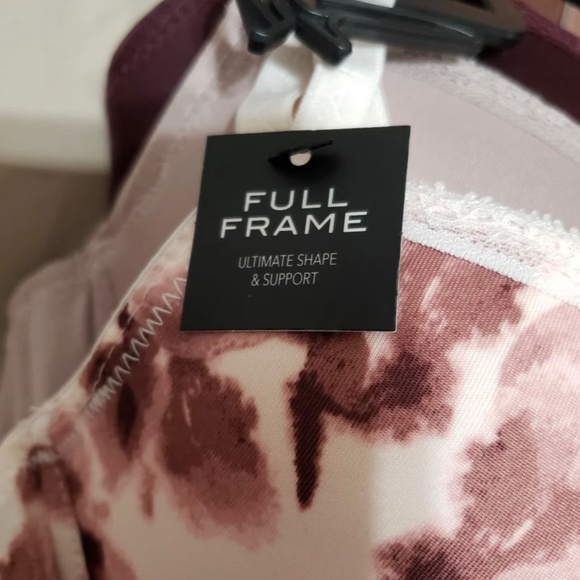 FULL
FRAME
ULTIMATE SHAPE
& SUPPORT